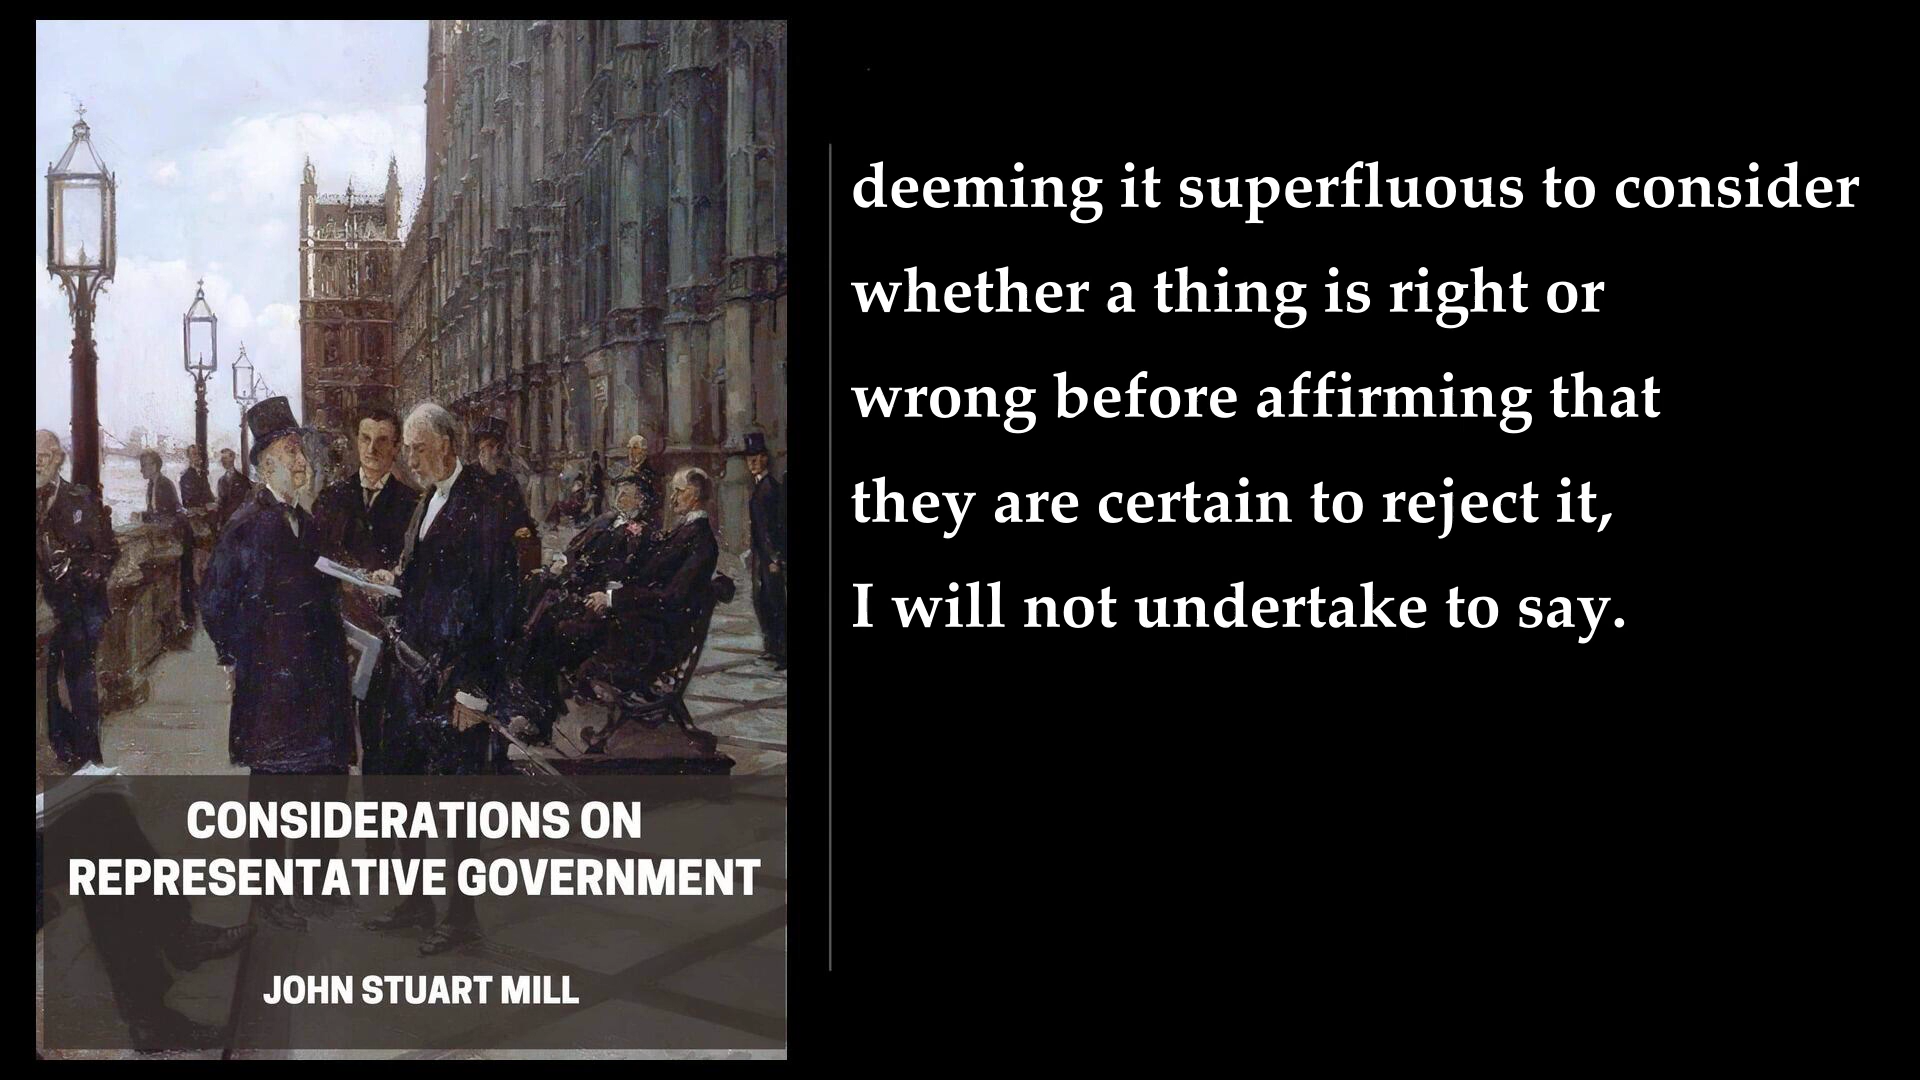 CONSIDERATIONS ON
REPRESENTATIVE GOVERNMENT
JOHN STUART MILL
deeming it superfluous to consider
whether a thing is right or
wrong before affirming that
they are certain to reject it,
I will not undertake to say.